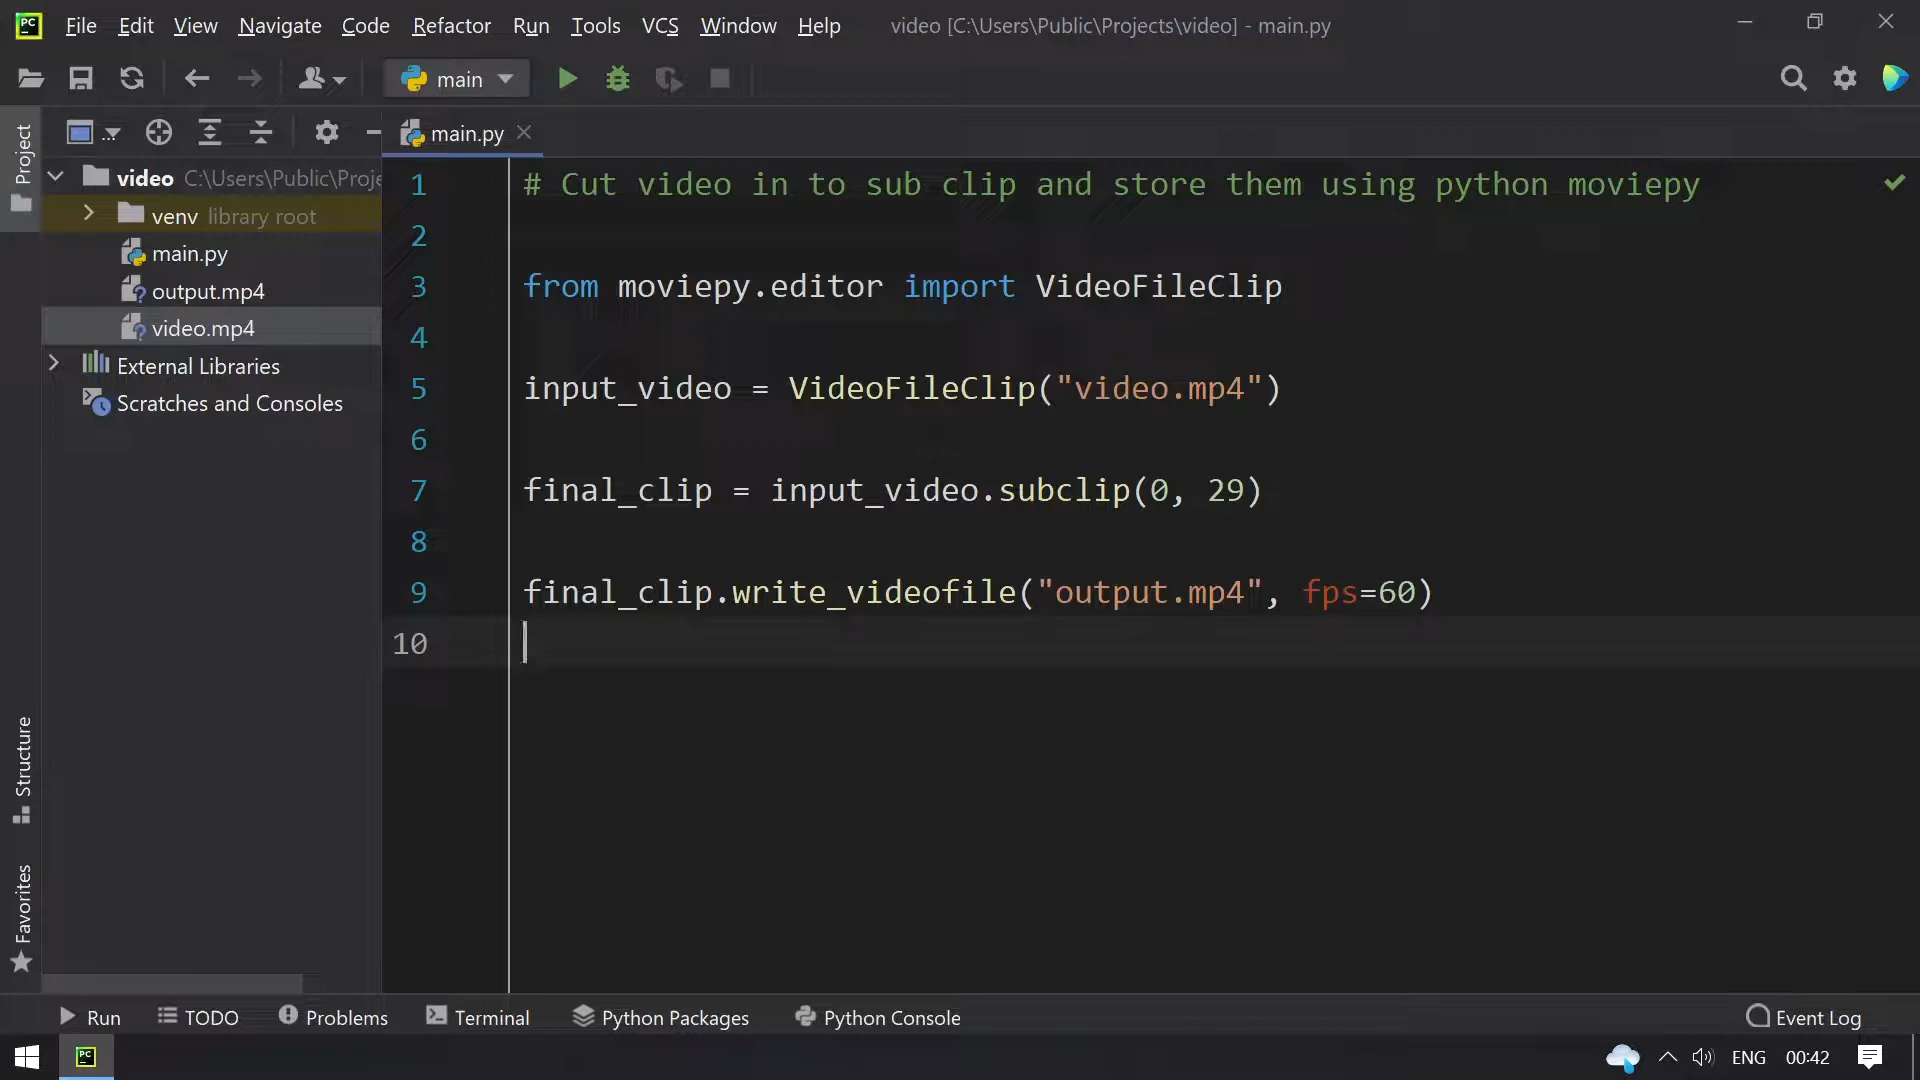 PC File Edit View Navigate Code Refactor Run Tools VCS Window Help video [C:\Users\Public\Projects\video] - main.py
main
Project
...
main.py
video C:\Users\Public\Proje
venv library root
main.py
output.mp4
video.mp4
External Libraries
Scratches and Consoles
1 # Cut video in to sub clip and store them using python moviepy
2
3 from moviepy.editor import VideoFileClip
4
5 input_video = VideoFileClip("video.mp4")
6
7 final_clip = input_video.subclip(0, 29)
8
9 final_clip.write_videofile("output.mp4", fps=60)
10
Structure
Favorites
Run TODO Problems Terminal Python Packages Python Console Event Log
PC ENG 00:42